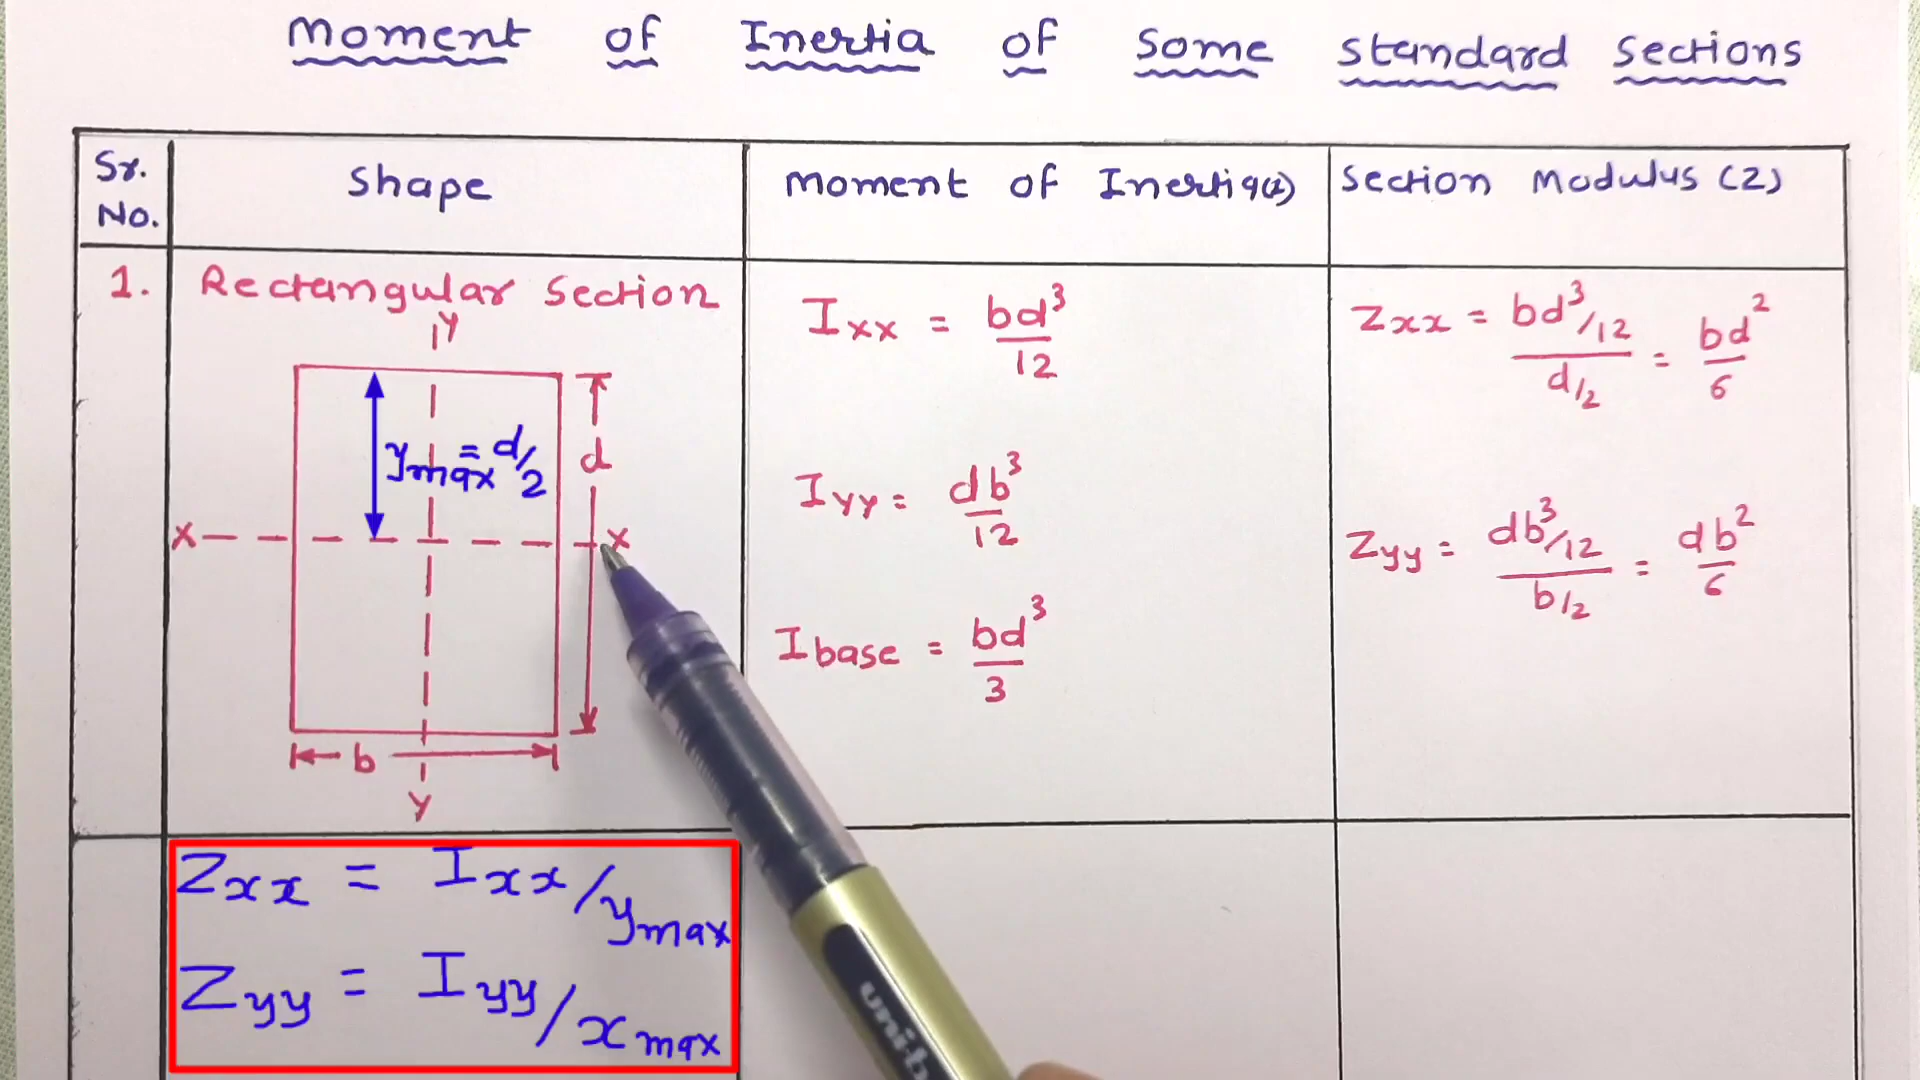 Moment of Inertia of Some Standard Sections
Sr. No.
Shape
Moment of Inertia(I)
Section Modulus (Z)
1.
Rectangular Section
Y
ymax = d/2
d
X
X
b
Y
Ixx = bd³/12
Iyy = db³/12
Ibase = bd³/3
Zxx = bd³/12 / d/2 = bd²/6
Zyy = db³/12 / b/2 = db²/6
Zxx = Ixx/ymax
Zyy = Iyy/xmax